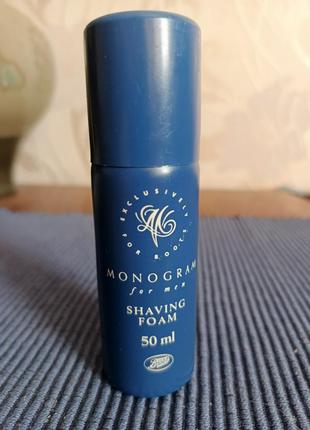 EXCLUSIVELY
FOR BOOTS
MONOGRAM
for men
SHAVING
FOAM
50 ml
Boots